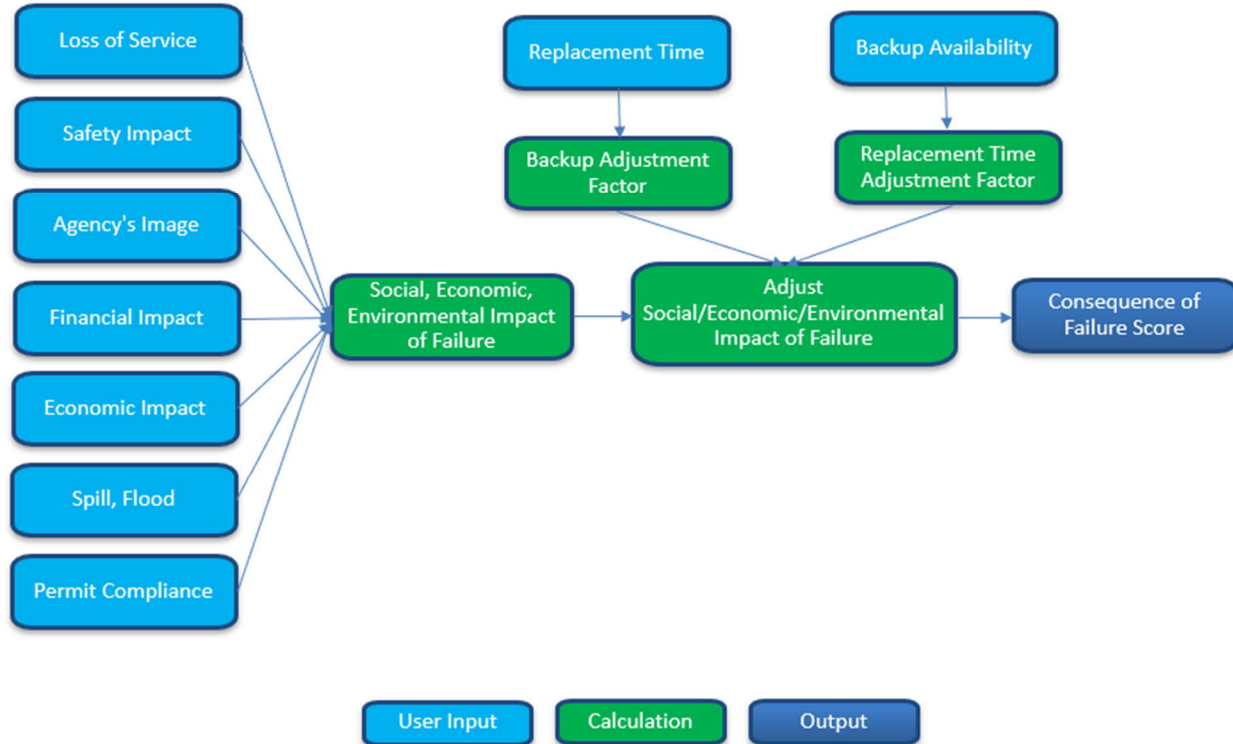 Loss of Service
Safety Impact
Agency's Image
Financial Impact
Economic Impact
Spill, Flood
Permit Compliance
Social, Economic,
Environmental Impact
of Failure
Replacement Time
Backup Adjustment
Factor
Backup Availability
Replacement Time
Adjustment Factor
Adjust
Social/Economic/Environmental
Impact of Failure
Consequence of
Failure Score
User Input
Calculation
Output